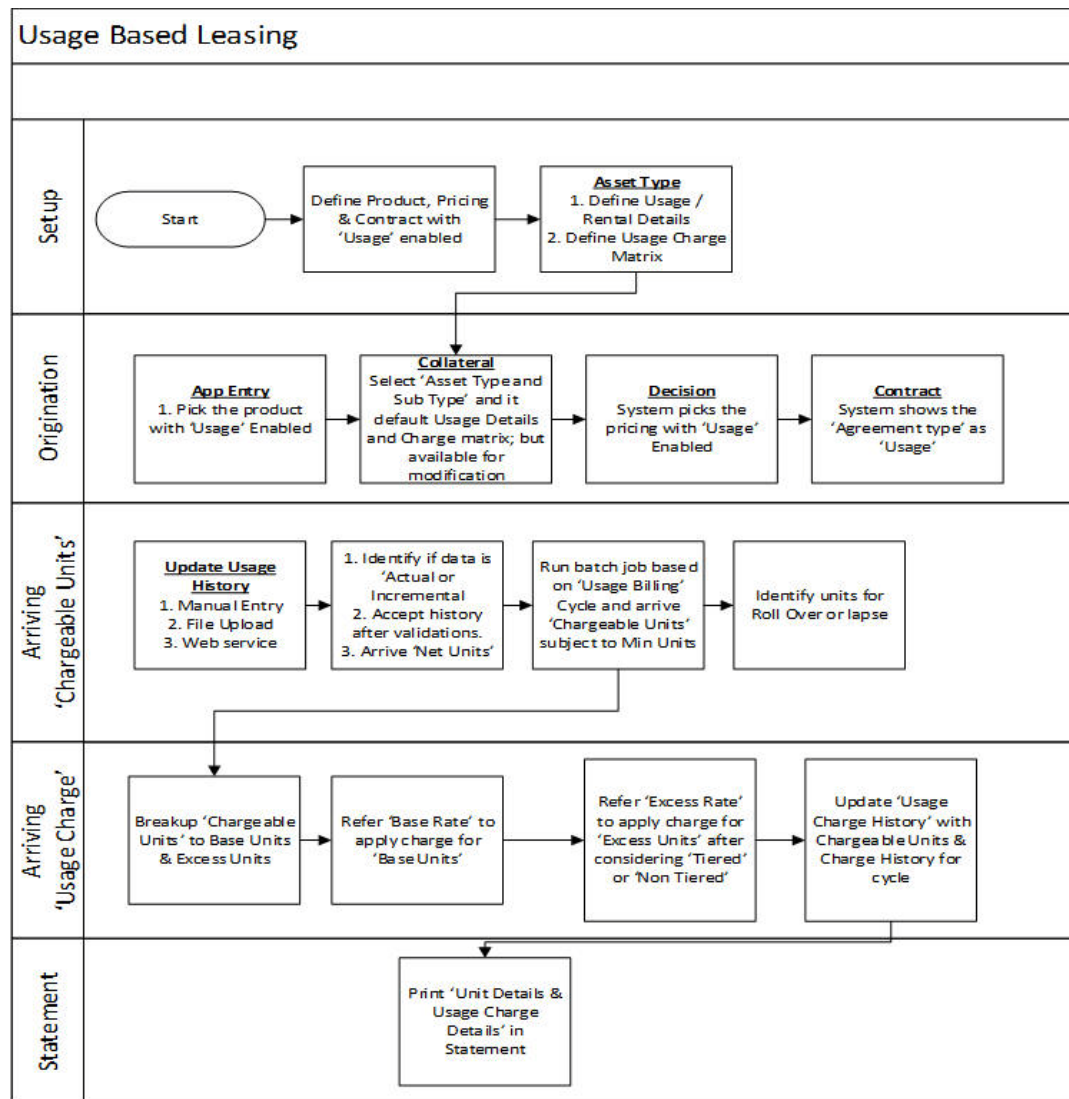 Usage Based Leasing
Setup
Start
Define Product, Pricing
& Contract with
‘Usage’ enabled
Asset Type
1. Define Usage /
Rental Details
2. Define Usage Charge
Matrix
Origination
App Entry
1. Pick the product
with ‘Usage’ Enabled
Collateral
Select ‘Asset Type and
Sub Type’ and it
default Usage Details
and Charge matrix; but
available for
modification
Decision
System picks the
pricing with ‘Usage’
Enabled
Contract
System shows the
‘Agreement type’ as
‘Usage’
Arriving
‘Chargeable Units’
Update Usage
History
1. Manual Entry
2. File Upload
3. Web service
1. Identify if data is
‘Actual or
Incremental
2. Accept history
after validations.
3. Arrive ‘Net Units’
Run batch job based
on ‘Usage Billing’
Cycle and arrive
‘Chargeable Units’
subject to Min Units
Identify units for
Roll Over or lapse
Arriving
‘Usage Charge’
Breakup ‘Chargeable
Units’ to Base Units
& Excess Units
Refer ‘Base Rate’ to
apply charge for
‘Base Units’
Refer ‘Excess Rate’
to apply charge for
‘Excess Units’ after
considering ‘Tiered’
or ‘Non Tiered’
Update ‘Usage
Charge History’ with
Chargeable Units &
Charge History for
cycle
Statement
Print ‘Unit Details &
Usage Charge
Details’ in
Statement